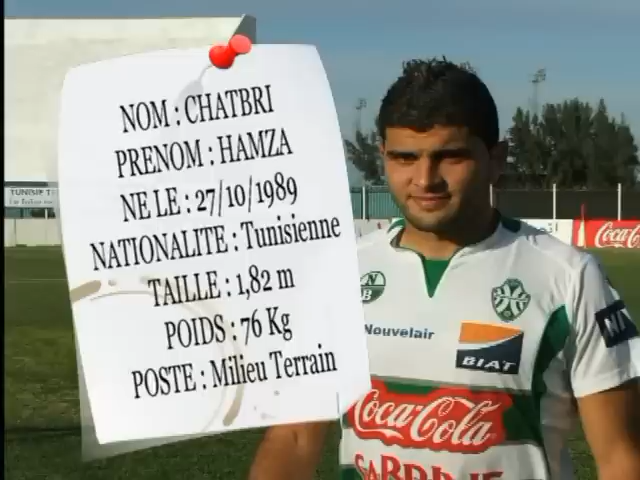 NOM : CHATBRI
PRENOM : HAMZA
NE LE : 27/10/1989
NATIONALITE : Tunisienne
TAILLE : 1,82 m
POIDS : 76 Kg
POSTE : Milieu Terrain
TUNISIE T
Coca-Cola
N
B
Nouvelair
BIAT
Coca-Cola